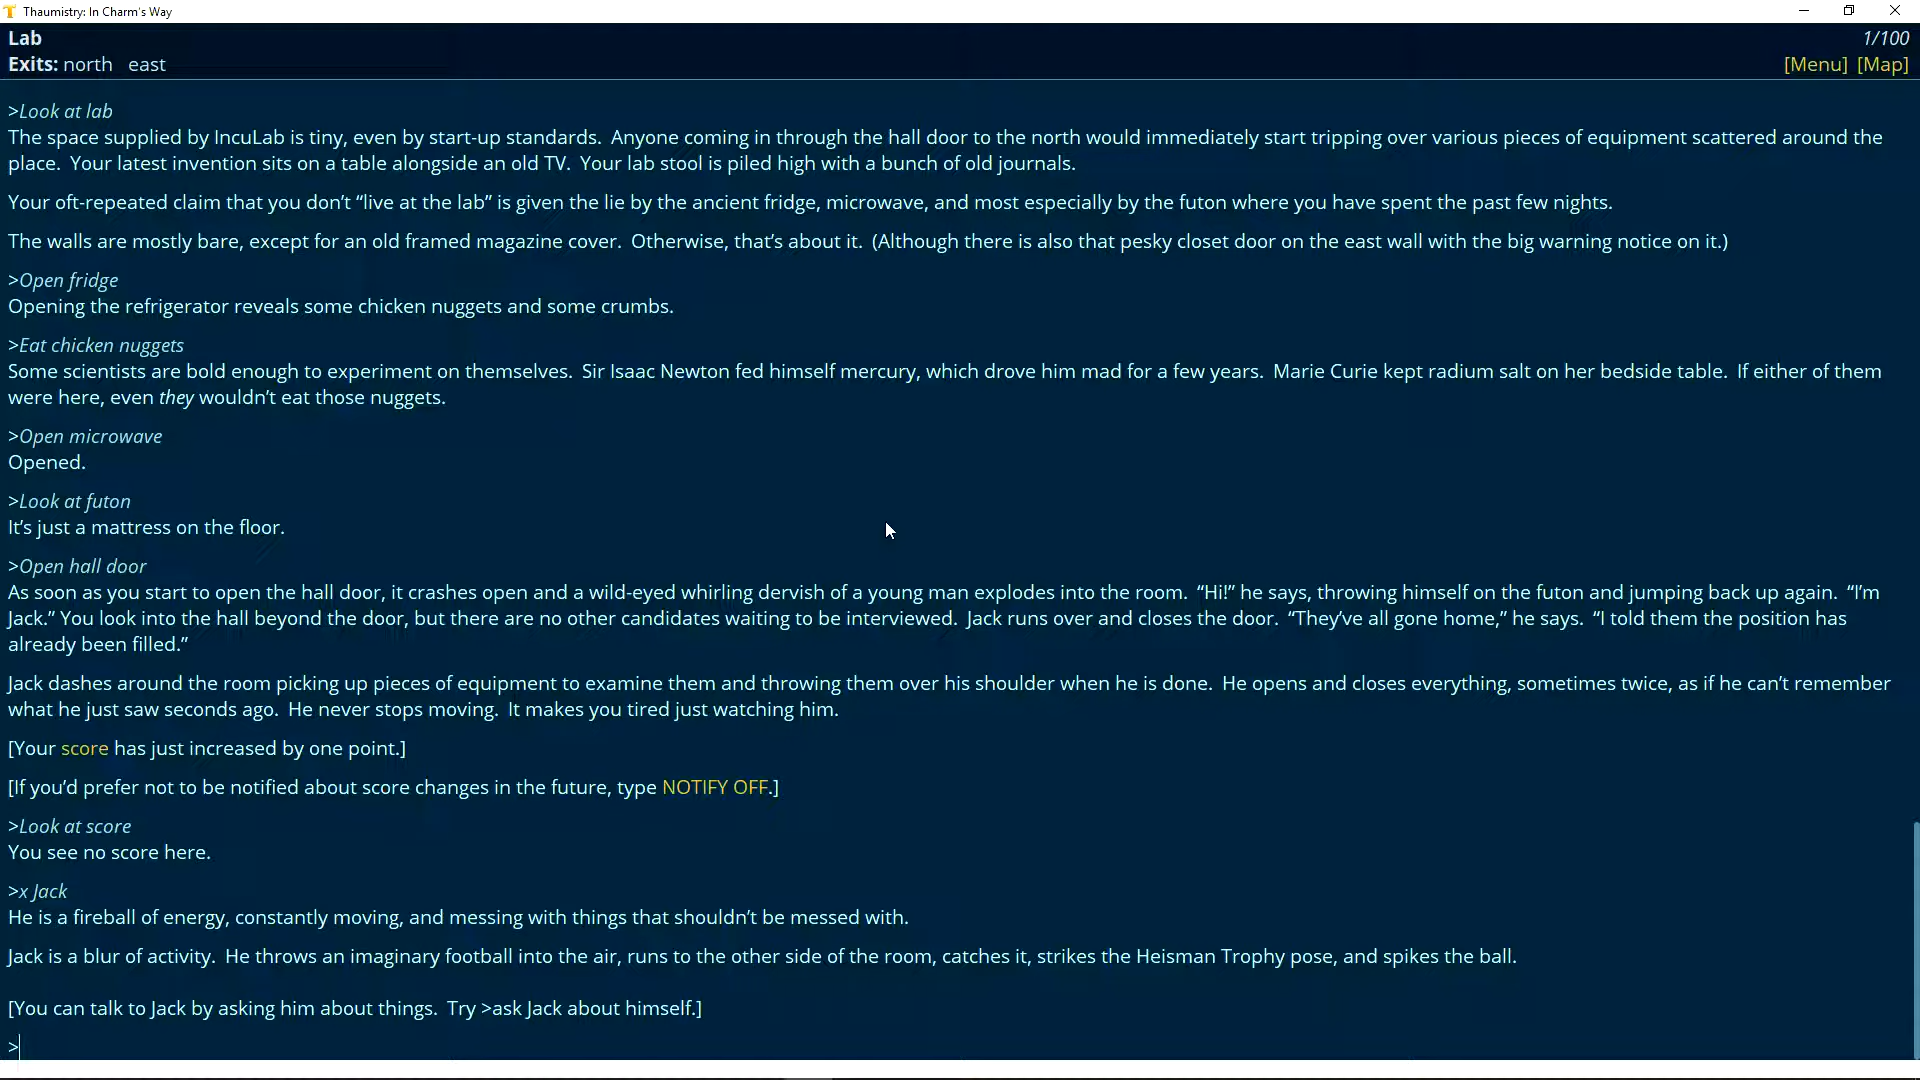 Thaumistry: In Charm's Way
Lab
1/100
Exits: north east
[Menu] [Map]
>Look at lab
The space supplied by IncuLab is tiny, even by start-up standards. Anyone coming in through the hall door to the north would immediately start tripping over various pieces of equipment scattered around the
place. Your latest invention sits on a table alongside an old TV. Your lab stool is piled high with a bunch of old journals.
Your oft-repeated claim that you don’t “live at the lab” is given the lie by the ancient fridge, microwave, and most especially by the futon where you have spent the past few nights.
The walls are mostly bare, except for an old framed magazine cover. Otherwise, that’s about it. (Although there is also that pesky closet door on the east wall with the big warning notice on it.)
>Open fridge
Opening the refrigerator reveals some chicken nuggets and some crumbs.
>Eat chicken nuggets
Some scientists are bold enough to experiment on themselves. Sir Isaac Newton fed himself mercury, which drove him mad for a few years. Marie Curie kept radium salt on her bedside table. If either of them
were here, even they wouldn’t eat those nuggets.
>Open microwave
Opened.
>Look at futon
It’s just a mattress on the floor.
>Open hall door
As soon as you start to open the hall door, it crashes open and a wild-eyed whirling dervish of a young man explodes into the room. “Hi!” he says, throwing himself on the futon and jumping back up again. “I’m
Jack.” You look into the hall beyond the door, but there are no other candidates waiting to be interviewed. Jack runs over and closes the door. “They’ve all gone home,” he says. “I told them the position has
already been filled.”
Jack dashes around the room picking up pieces of equipment to examine them and throwing them over his shoulder when he is done. He opens and closes everything, sometimes twice, as if he can’t remember
what he just saw seconds ago. He never stops moving. It makes you tired just watching him.
[Your score has just increased by one point.]
[If you’d prefer not to be notified about score changes in the future, type NOTIFY OFF.]
>Look at score
You see no score here.
>x Jack
He is a fireball of energy, constantly moving, and messing with things that shouldn’t be messed with.
Jack is a blur of activity. He throws an imaginary football into the air, runs to the other side of the room, catches it, strikes the Heisman Trophy pose, and spikes the ball.
[You can talk to Jack by asking him about things. Try >ask Jack about himself.]
>